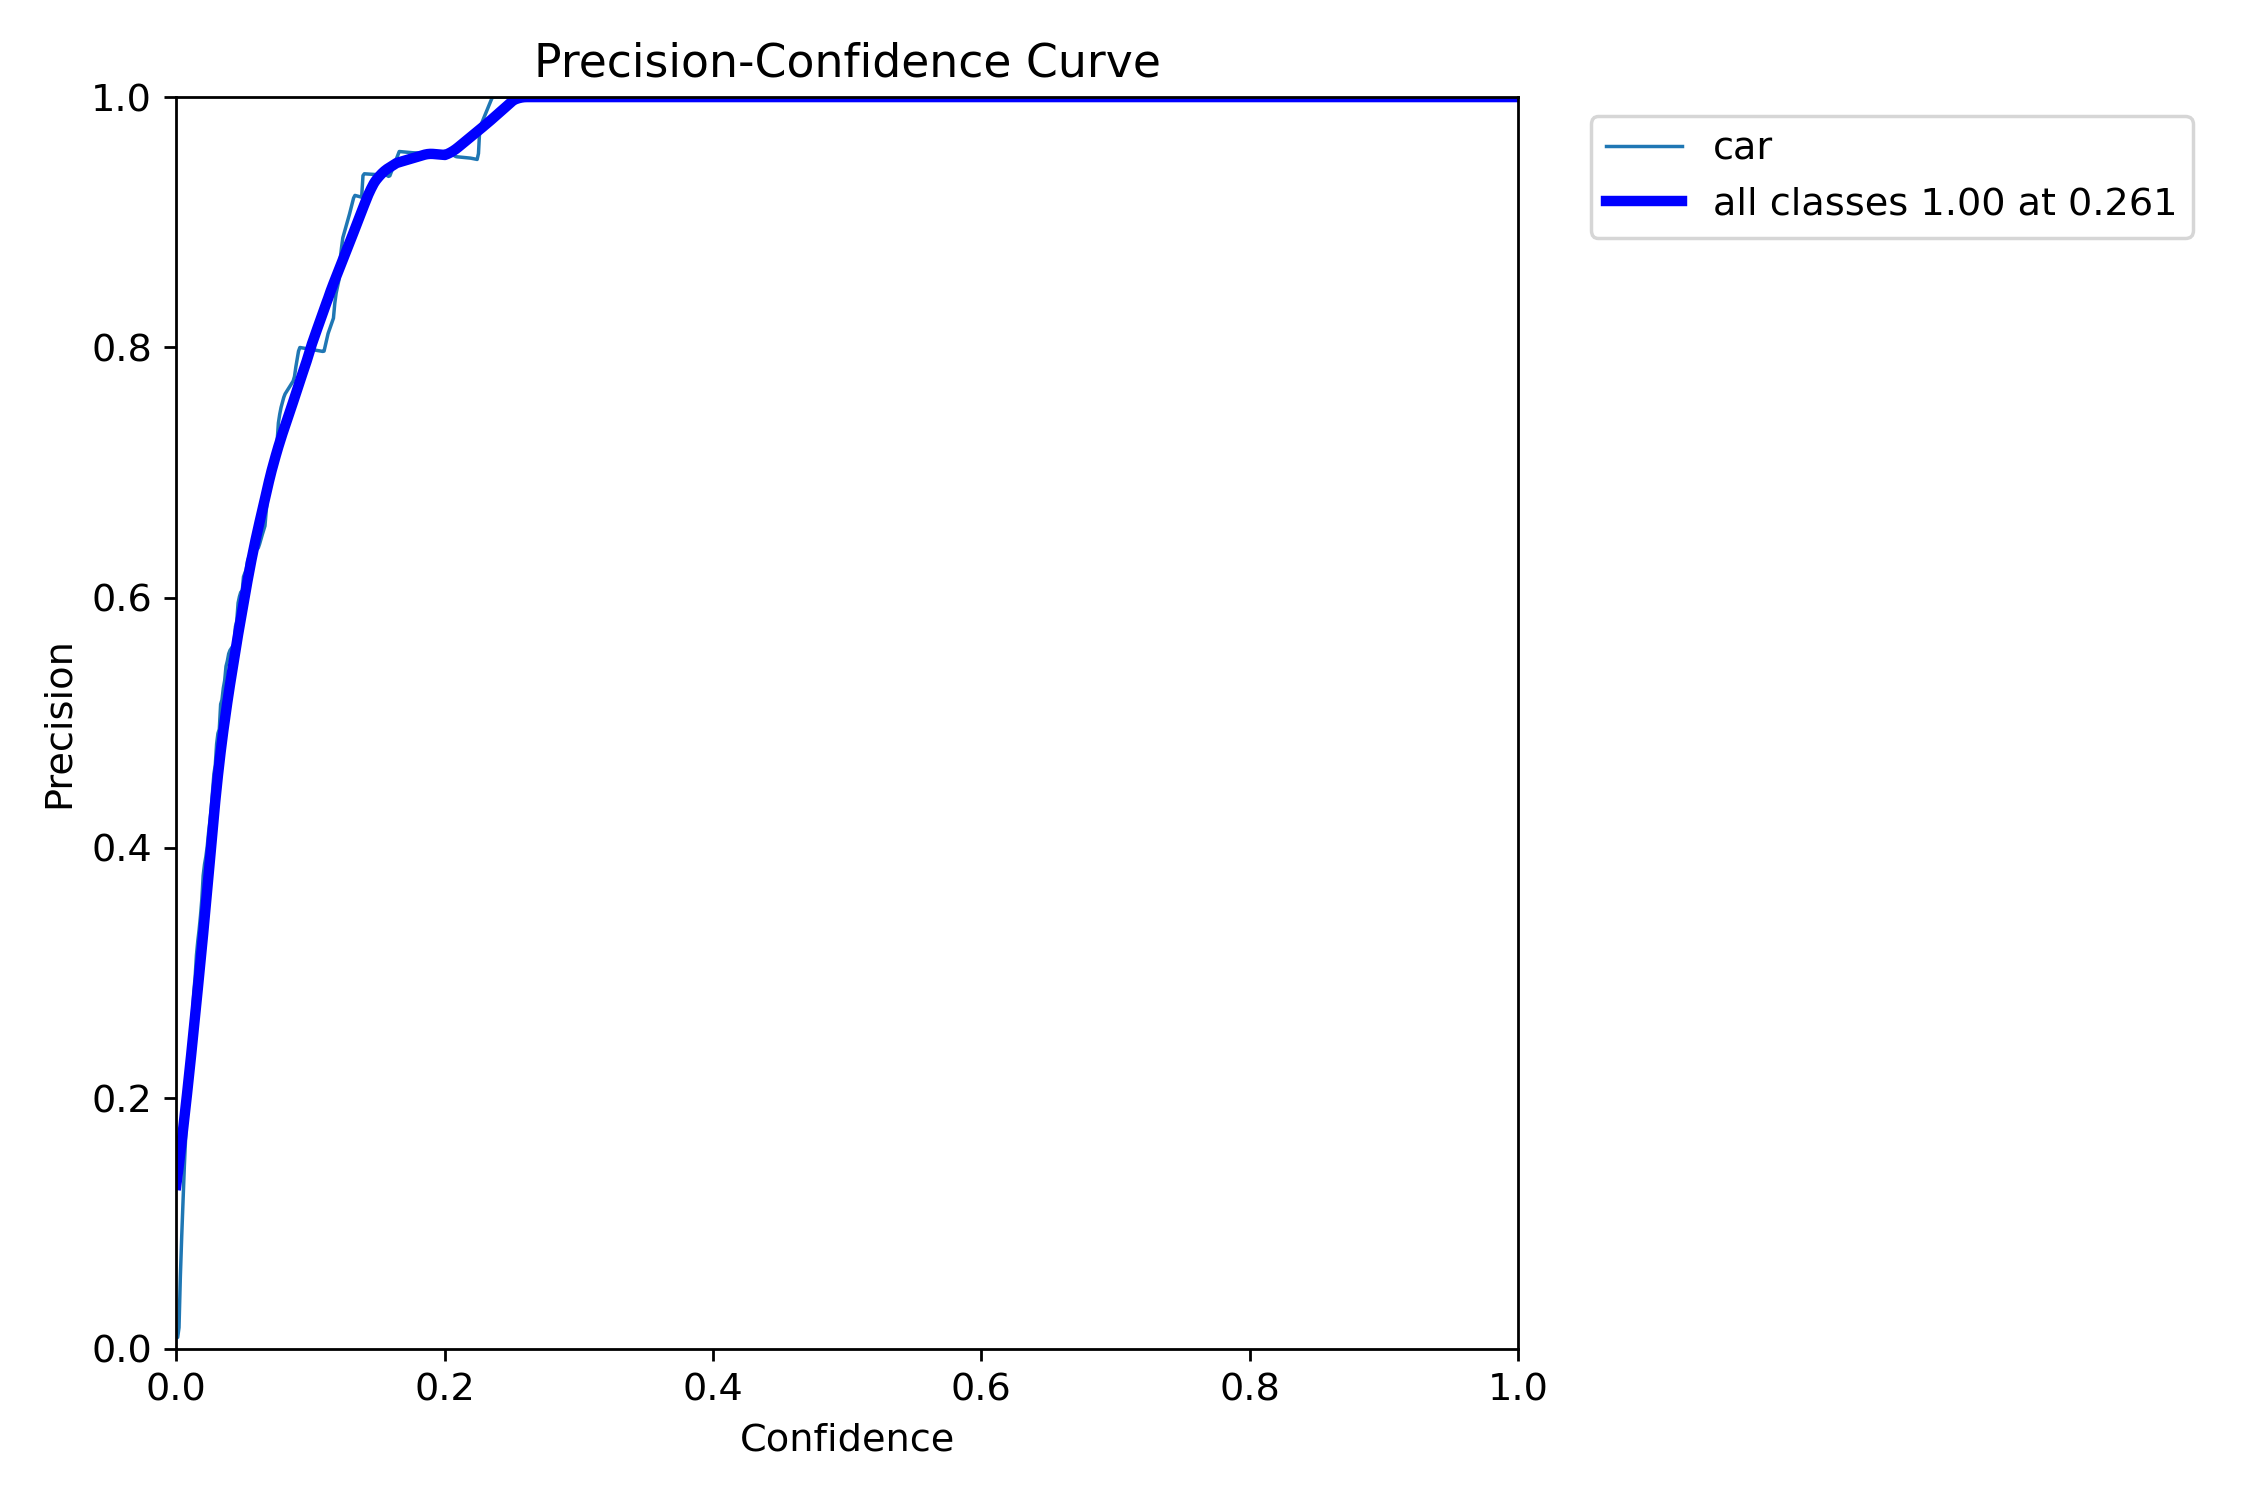 Precision-Confidence Curve
1.0
0.8
0.6
0.4
0.2
0.0
Precision
0.0 0.2 0.4 0.6 0.8 1.0
Confidence
car
all classes 1.00 at 0.261